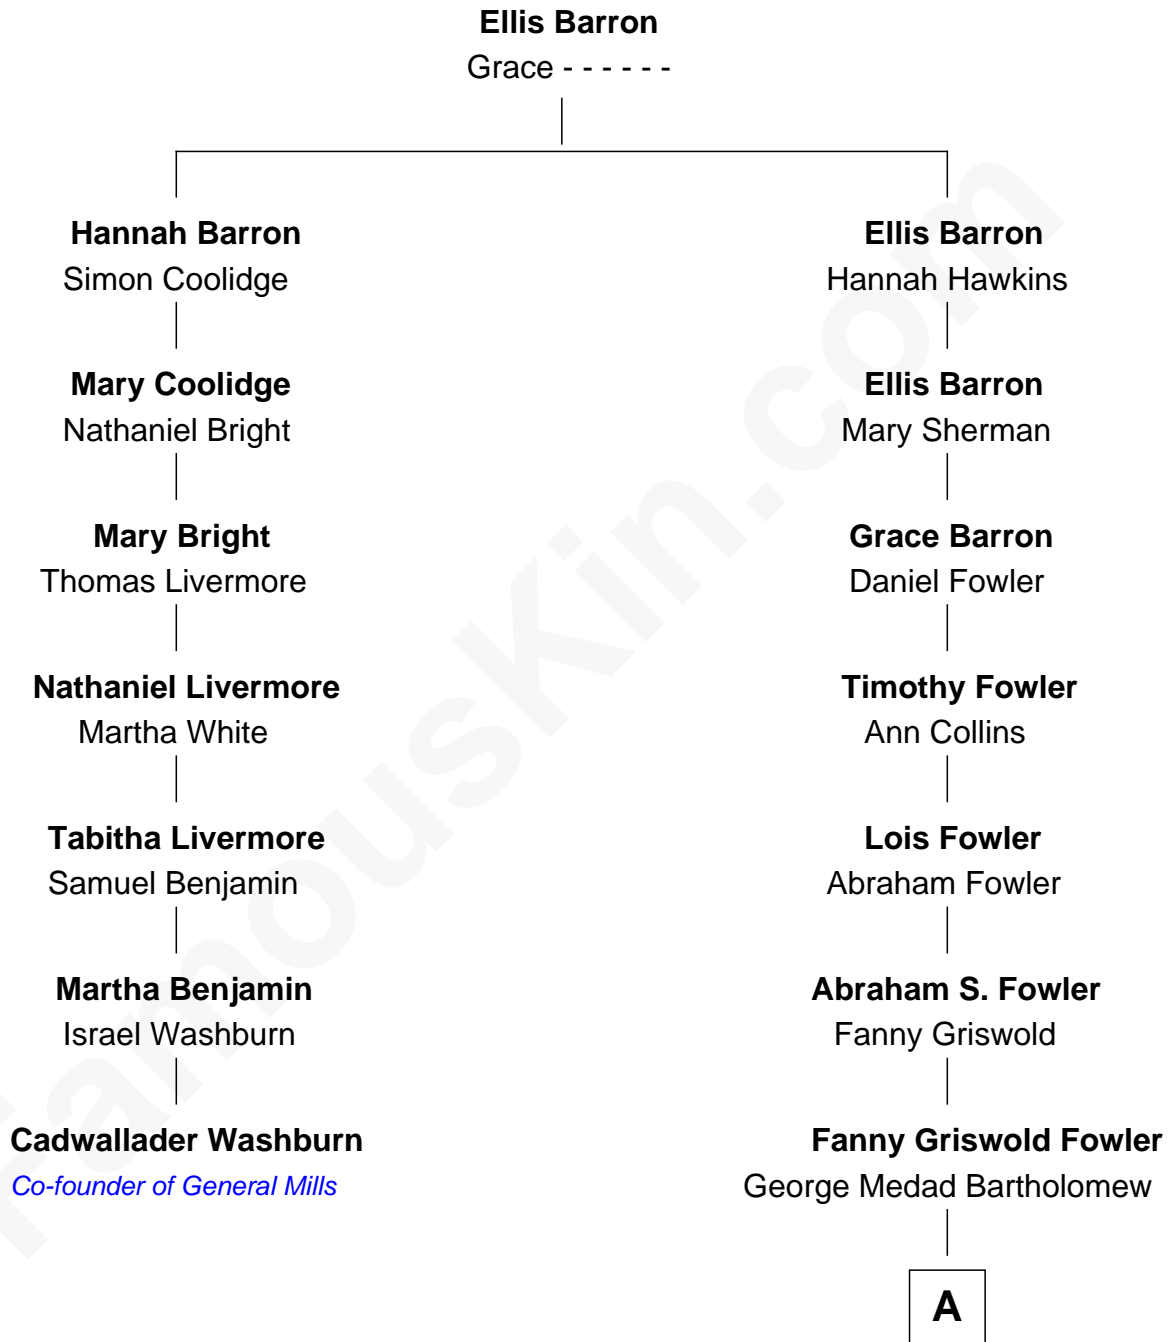 Ellis Barron
Grace - - - - - -
Hannah Barron
Simon Coolidge
Ellis Barron
Hannah Hawkins
Mary Coolidge
Nathaniel Bright
Ellis Barron
Mary Sherman
Mary Bright
Thomas Livermore
Grace Barron
Daniel Fowler
Nathaniel Livermore
Martha White
Timothy Fowler
Ann Collins
Tabitha Livermore
Samuel Benjamin
Lois Fowler
Abraham Fowler
Martha Benjamin
Israel Washburn
Abraham S. Fowler
Fanny Griswold
Cadwallader Washburn
Co-founder of General Mills
Fanny Griswold Fowler
George Medad Bartholomew
A
FamousKin.com